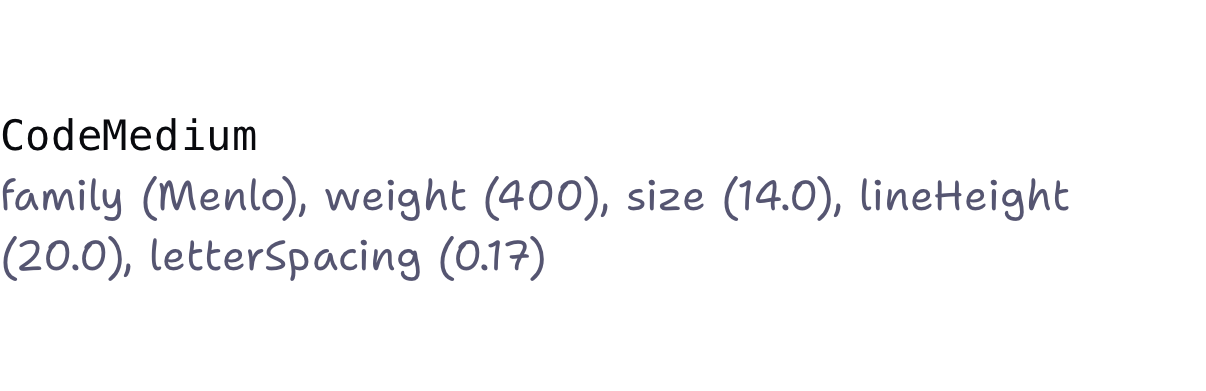 CodeMedium
family (Menlo), weight (400), size (14.0), lineHeight
(20.0), letterSpacing (0.17)